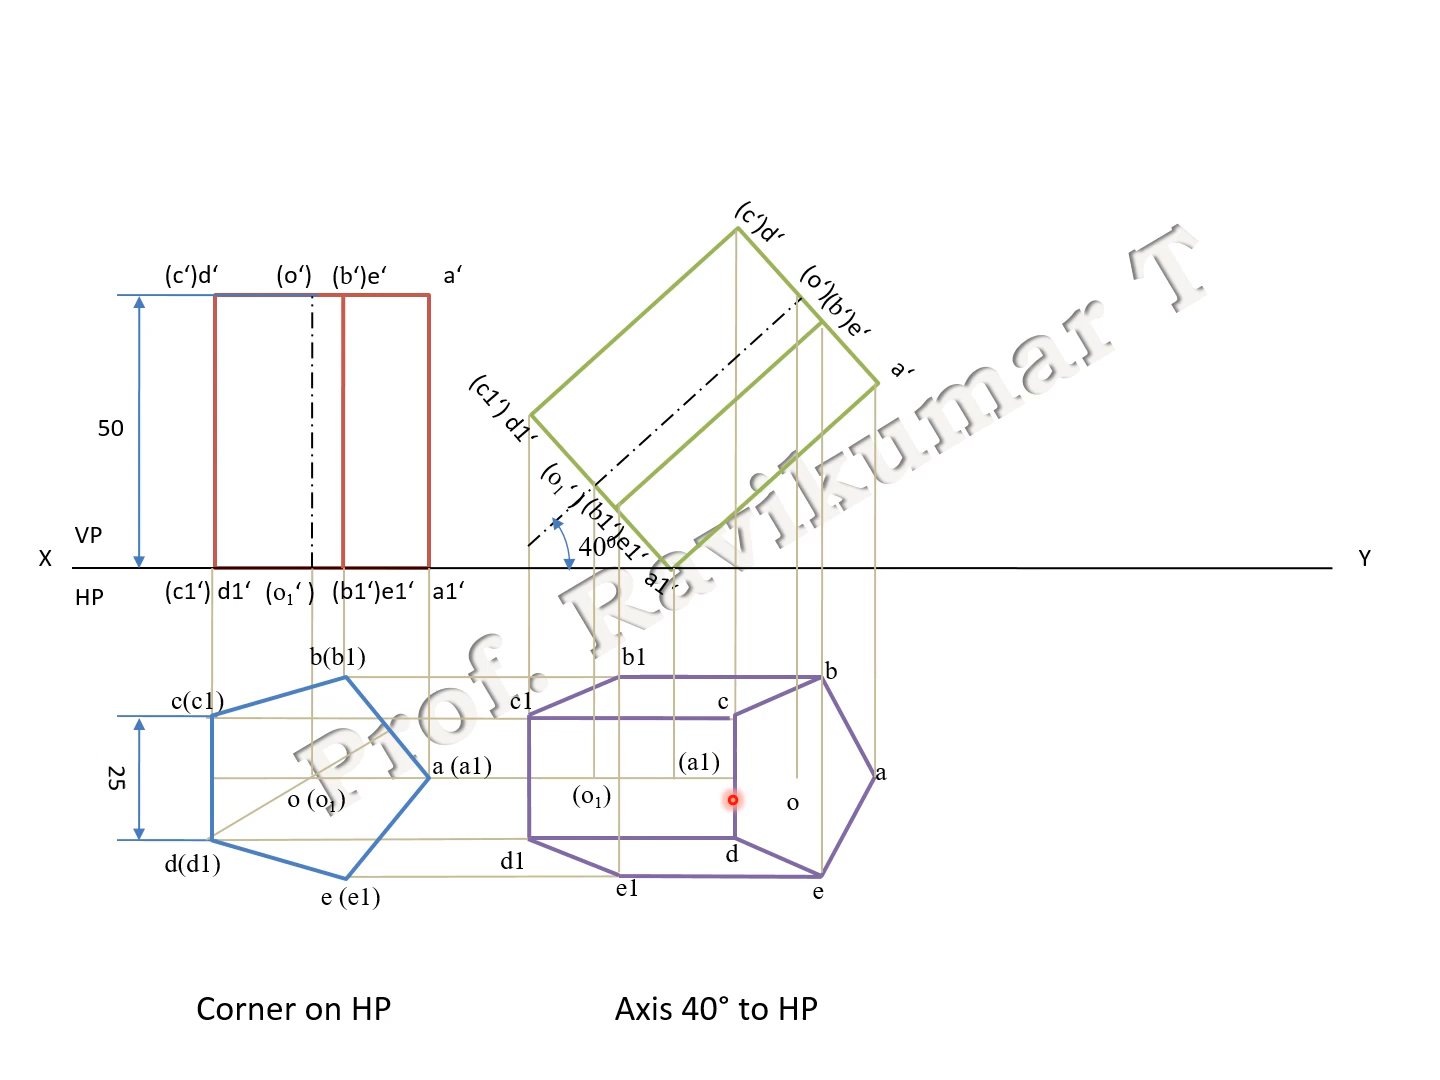 (c‘)d‘
(o‘)(b‘)e‘
(c‘)d‘ (o‘) (b‘)e‘ a‘
a‘
(c1‘) d1‘
50
(o₁‘ )(b1‘)e1‘
VP
40⁰
X
Y
HP
(c1‘) d1‘ (o₁‘ ) (b1‘)e1‘ a1‘
a1‘
b(b1)
b1
b
c(c1)
c1
c
a (a1)
(a1)
a
25
o (o₁)
(o₁)
o
d(d1)
d1
d
e (e1)
e1
e
Prof. Ravikumar T
Corner on HP
Axis 40° to HP